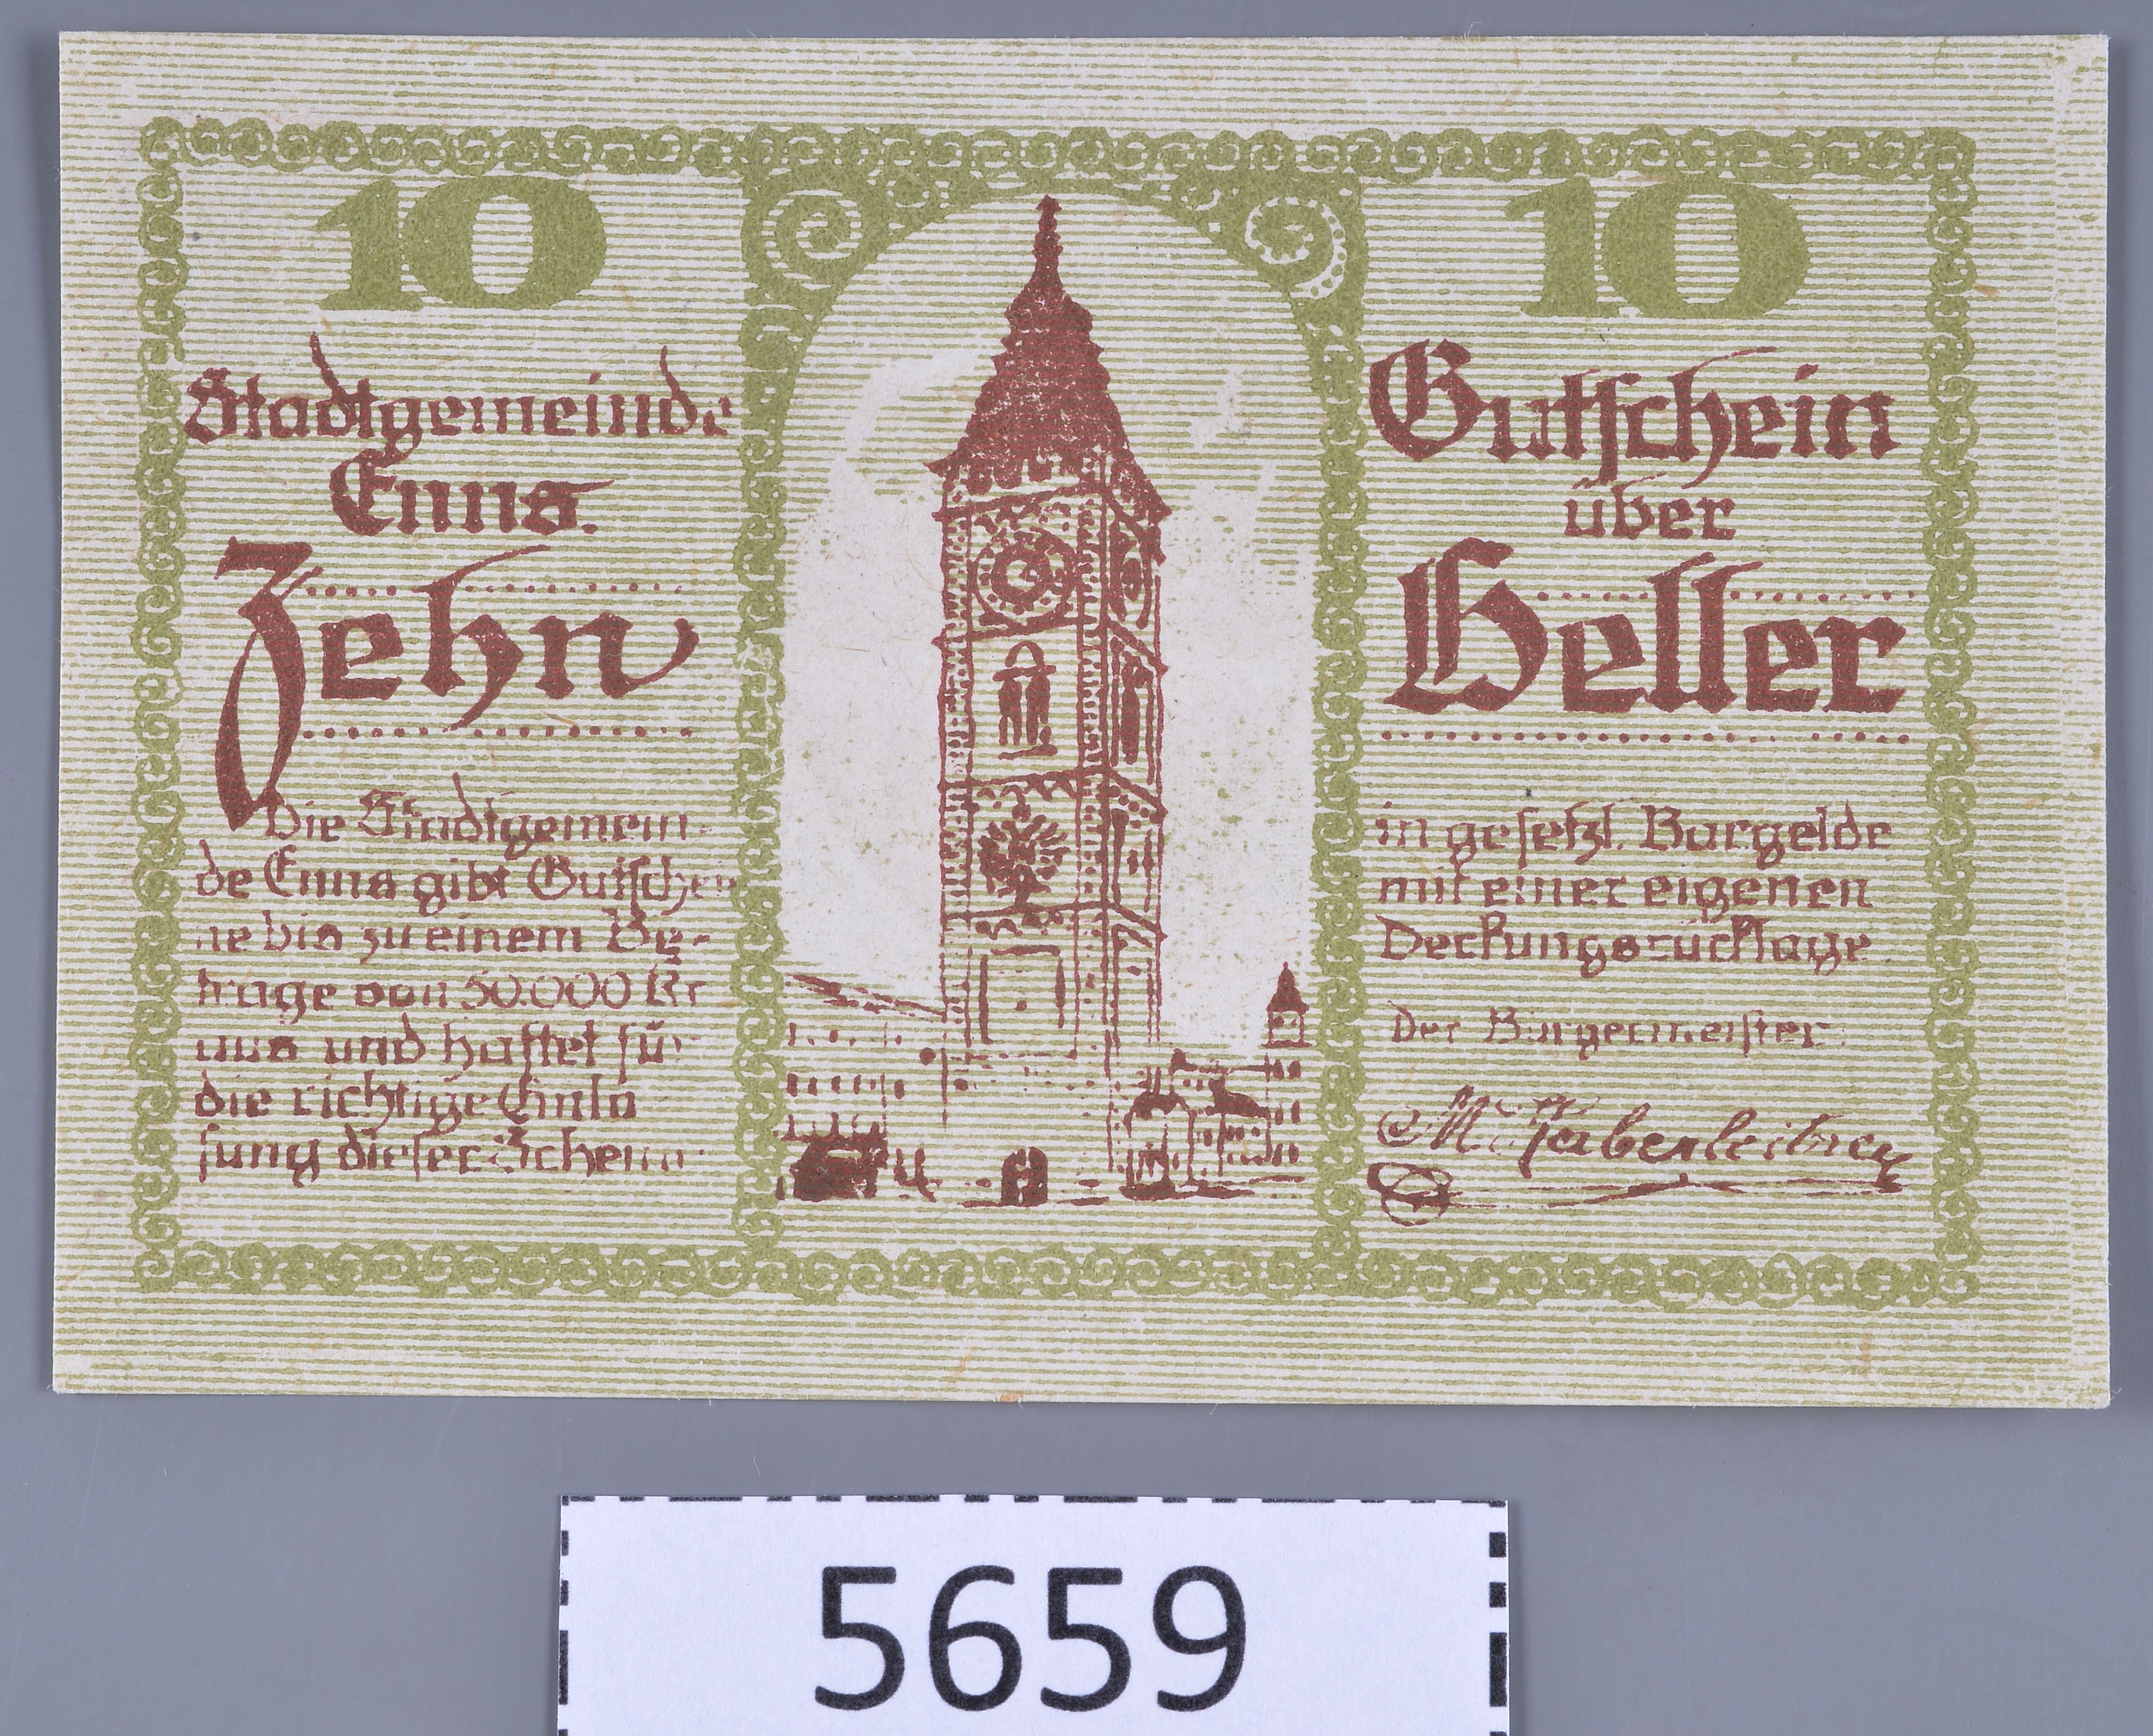 10
Stadtgemeinde
Enns.
Zehn
Die Stadtgemein-
de Enns gibt Gutschei
ne bis zu einem Be-
trage von 50.000 Kr
aus und haftet für
die richtige Einlö
sung dieser Scheine
10
Gutschein
über
Heller
in gesetzl. Bargelde
mit einer eigenen
Deckungsrücklage.
Der Bürgermeister:
5659